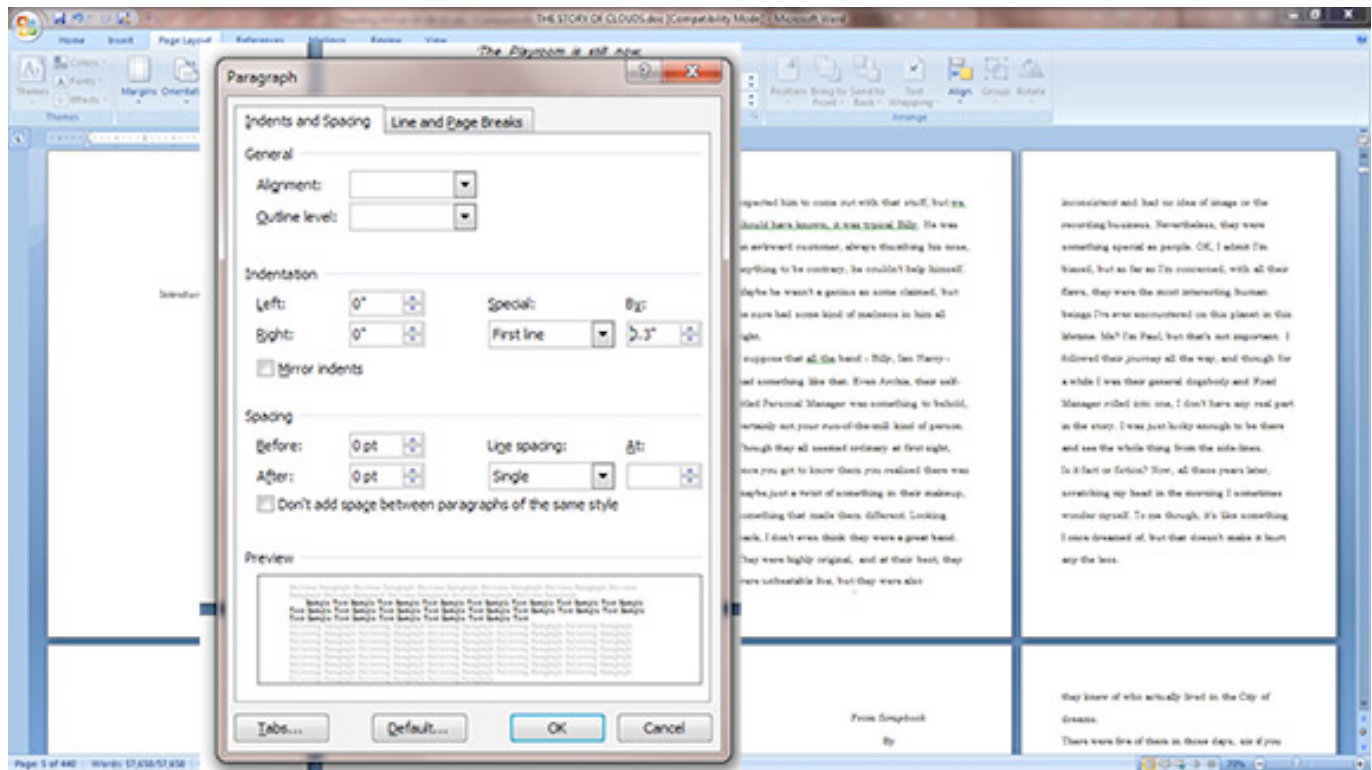 THE STORY OF CLOUDS.doc [Compatibility Mode] - Microsoft Word
Home Insert Page Layout References Mailings Review View
The Playroom is still now,
Themes
Colors
Fonts
Effects
Margins
Position Bring to Front Send to Back Text Wrapping Align Group Rotate
Themes
Arrange
Paragraph
Indents and Spacing Line and Page Breaks
General
Alignment:
Outline level:
Indentation
Left: 0" Special: By:
Right: 0" First line .3"
Mirror indents
Spacing
Before: 0 pt Line spacing: At:
After: 0 pt Single
Don't add space between paragraphs of the same style
Preview
Tabs... Default... OK Cancel
him to come out with that stuff, but we
should have known, it was typical Billy. He was
awkward customer, always thumbing his nose,
anything to be contrary, he couldn't help himself.
Maybe he wasn't a genius as some claimed, but
sure had some kind of madness in him all
suppose that all the band - Billy, Ian Harry -
something like that. Even Archie, their self-
Personal Manager was something to behold,
certainly not your run-of-the-mill kind of person.
Though they all seemed ordinary at first sight,
once you got to know them you realized there was
maybe just a twist of something in their makeup,
something that made them different. Looking
back, I don't even think they were a great band.
They were highly original, and at their best, they
were unbeatable live, but they were also
inconsistent and had no idea of image or the
recording business. Nevertheless, they were
something special as people. OK, I admit I'm
biased, but as far as I'm concerned, with all their
flaws, they were the most interesting human
beings I've ever encountered on this planet in this
lifetime. Me? I'm Paul, but that's not important. I
followed their journey all the way, and though for
a while I was their general dogsbody and Road
Manager rolled into one, I don't have any real part
in the story. I was just lucky enough to be there
and see the whole thing from the side-lines.
Is it fact or fiction? Now, all these years later,
scratching my head in the morning I sometimes
wonder myself. To me though, it's like something
I once dreamed of, but that doesn't make it hurt
any the less.
From Scrapbook
By
they knew of who actually lived in the City of
Dreams.
There were five of them in those days, six if you
Page: 5 of 440 Words: 57,658/57,658
70%